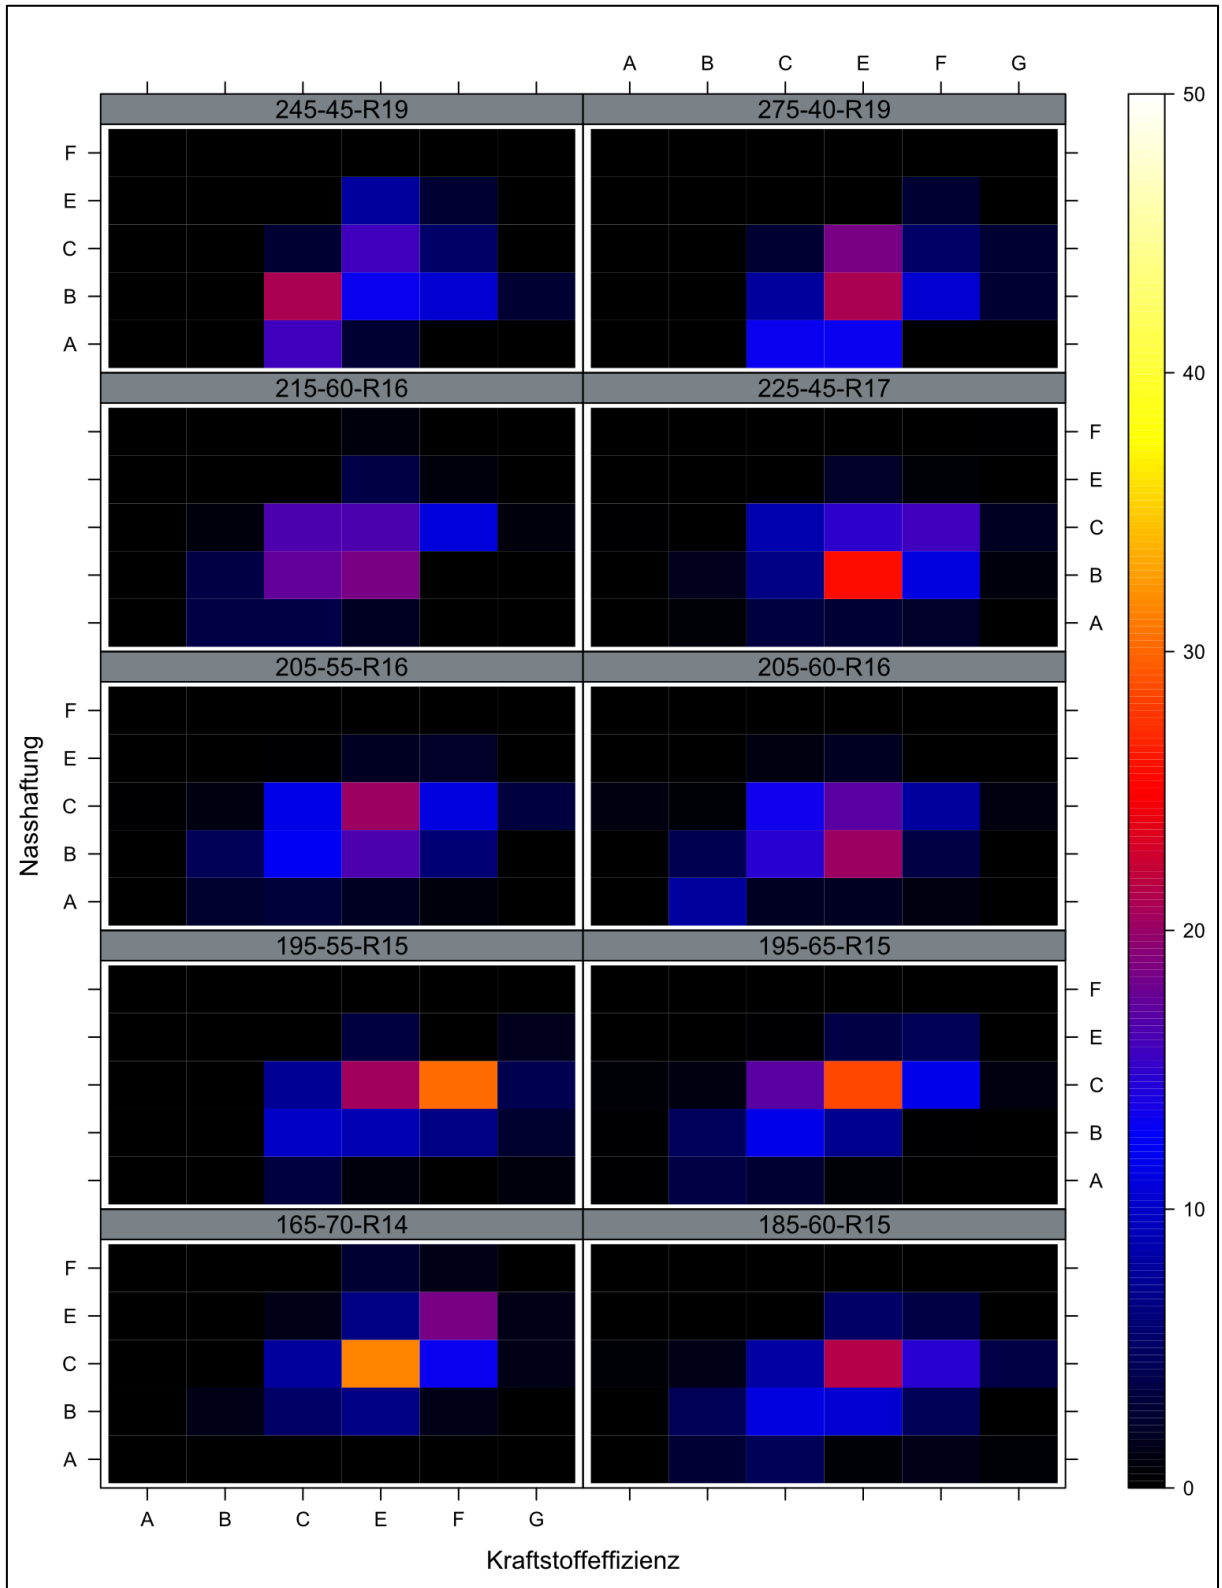 A B C E F G
245-45-R19 275-40-R19 50
F
E
C
B
A
40
215-60-R16 225-45-R17
F
E
C
B
A
30
205-55-R16 205-60-R16
F
E
C
B
A
Nasshaftung
20
195-55-R15 195-65-R15
F
E
C
B
A
10
165-70-R14 185-60-R15
F
E
C
B
A
0
A B C E F G
Kraftstoffeffizienz